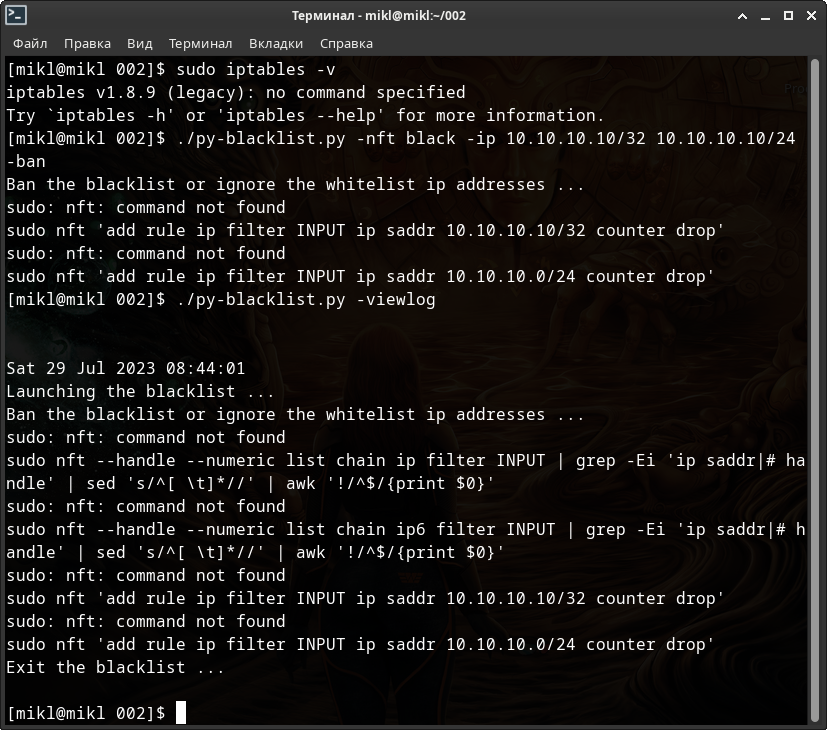 Терминал - mikl@mikl:~/002
Файл Правка Вид Терминал Вкладки Справка
[mikl@mikl 002]$ sudo iptables -v
iptables v1.8.9 (legacy): no command specified
Try `iptables -h' or 'iptables --help' for more information.
[mikl@mikl 002]$ ./py-blacklist.py -nft black -ip 10.10.10.10/32 10.10.10.10/24
-ban
Ban the blacklist or ignore the whitelist ip addresses ...
sudo: nft: command not found
sudo nft 'add rule ip filter INPUT ip saddr 10.10.10.10/32 counter drop'
sudo: nft: command not found
sudo nft 'add rule ip filter INPUT ip saddr 10.10.10.0/24 counter drop'
[mikl@mikl 002]$ ./py-blacklist.py -viewlog
Sat 29 Jul 2023 08:44:01
Launching the blacklist ...
Ban the blacklist or ignore the whitelist ip addresses ...
sudo: nft: command not found
sudo nft --handle --numeric list chain ip filter INPUT | grep -Ei 'ip saddr|# ha
ndle' | sed 's/^[ \t]*//' | awk '!/^$/{print $0}'
sudo: nft: command not found
sudo nft --handle --numeric list chain ip6 filter INPUT | grep -Ei 'ip saddr|# h
andle' | sed 's/^[ \t]*//' | awk '!/^$/{print $0}'
sudo: nft: command not found
sudo nft 'add rule ip filter INPUT ip saddr 10.10.10.10/32 counter drop'
sudo: nft: command not found
sudo nft 'add rule ip filter INPUT ip saddr 10.10.10.0/24 counter drop'
Exit the blacklist ...
[mikl@mikl 002]$